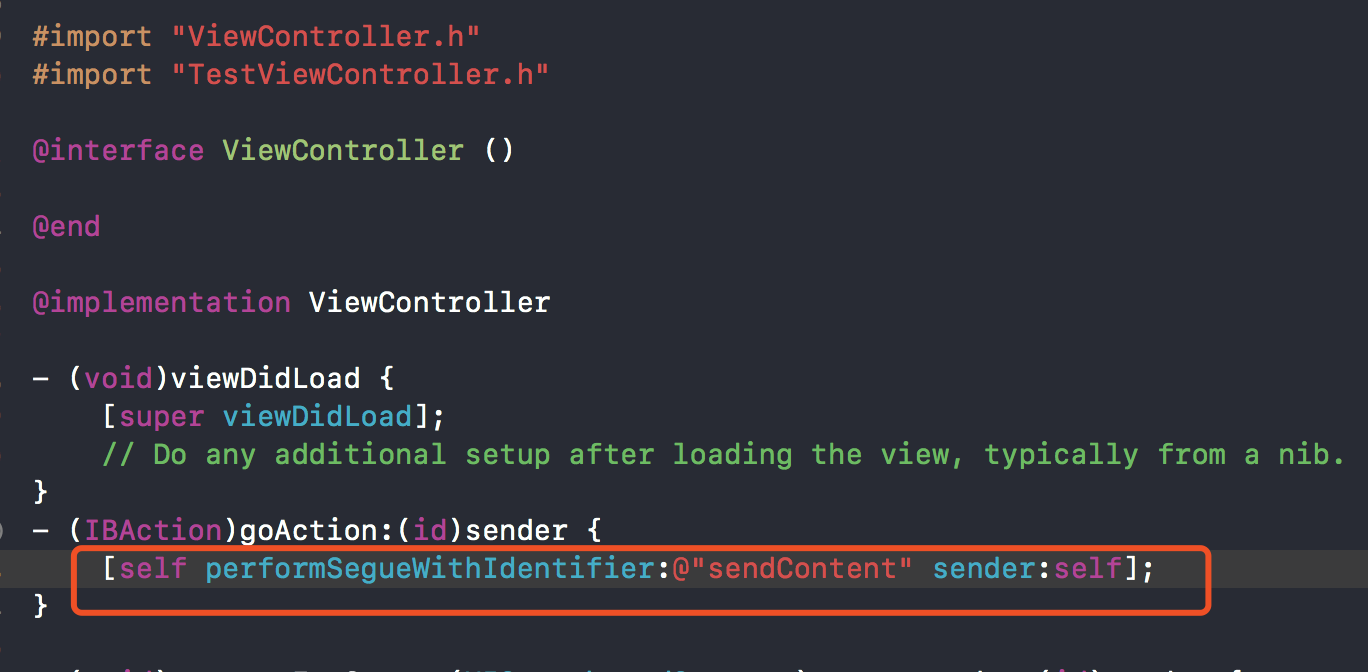 #import "ViewController.h"
#import "TestViewController.h"
@interface ViewController ()
@end
@implementation ViewController
- (void)viewDidLoad {
[super viewDidLoad];
// Do any additional setup after loading the view, typically from a nib.
}
- (IBAction)goAction:(id)sender {
[self performSegueWithIdentifier:@"sendContent" sender:self];
}